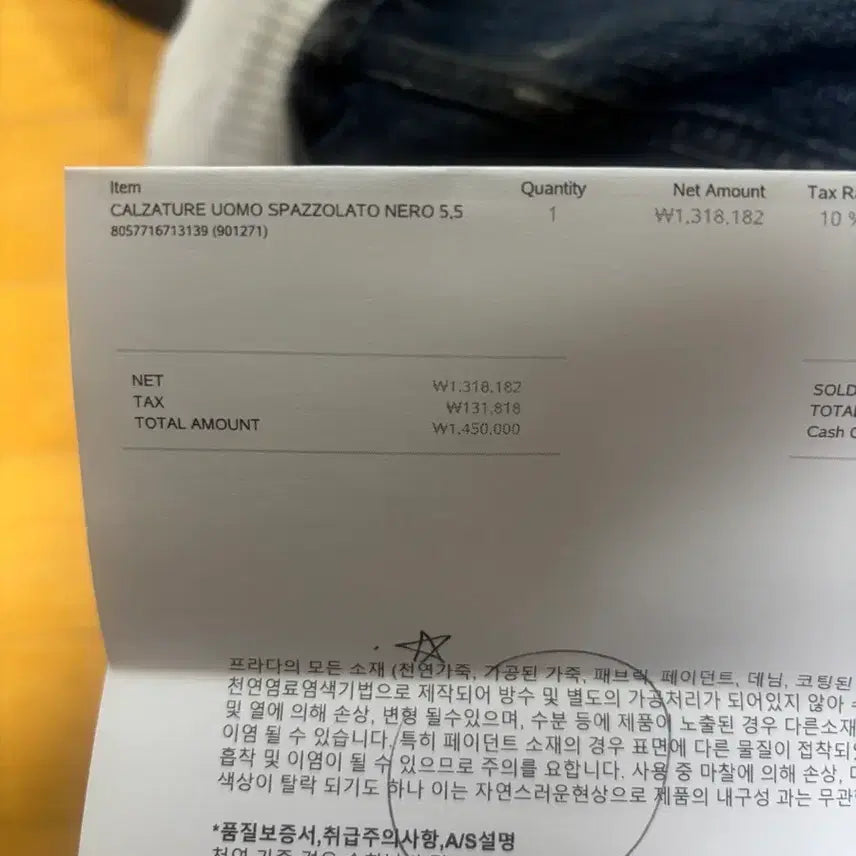 Item Quantity Net Amount Tax
CALZATURE UOMO SPAZZOLATO NERO 5,5 1 ₩1,318,182 10 %
8057716713139 (901271)
NET ₩1,318,182 SOLD
TAX ₩131,818
TOTAL AMOUNT ₩1,450,000 Cash
프라다의 모든 소재 (천연가죽, 가공된 가죽, 패브릭, 페이던트, 데님, 코팅된
천연염료염색기법으로 제작되어 방수 및 별도의 가공처리가 되어있지 않아
및 열에 의해 손상, 변형 될수있으며, 수분 등에 제품이 노출된 경우 다른소재
이염 될 수 있습니다. 특히 페이던트 소재의 경우 표면에 다른 물질이 접착되
흡착 및 이염이 될 수 있으므로 주의를 요합니다. 사용 중 마찰에 의해 손상,
색상이 탈락 되기도 하나 이는 자연스러운현상으로 제품의 내구성 과는
*품질보증서,취급주의사항,A/S설명